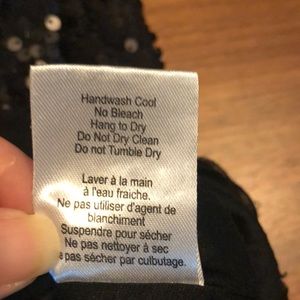 Handwash Cool
No Bleach
Hang to Dry
Do Not Dry Clean
Do not Tumble Dry
Laver à la main
à l'eau fraiche.
Ne pas utiliser d'agent de
blanchiment
Suspendre pour sécher
Ne pas nettoyer à sec
pas sécher par culbutage.